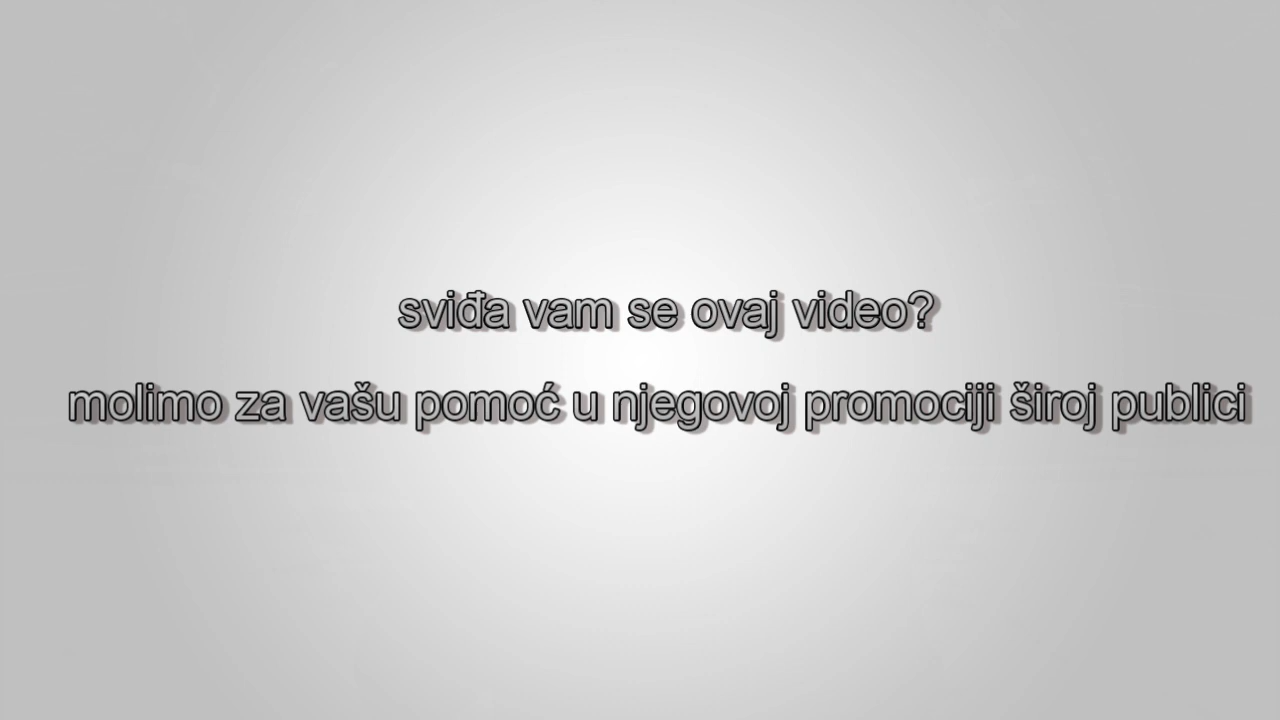 sviđa vam se ovaj video?
molimo za vašu pomoć u njegovoj promociji široj publici